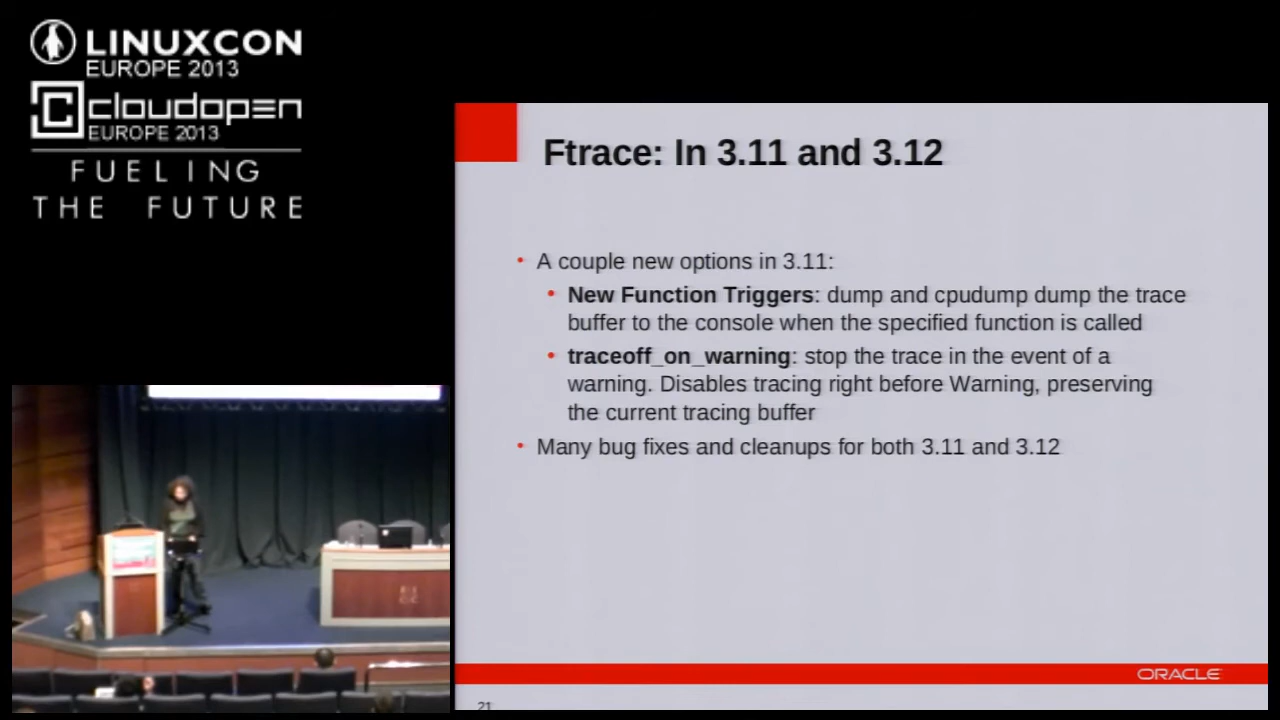 LINUXCON
EUROPE 2013
cloudopen
EUROPE 2013
FUELING
THE FUTURE
Ftrace: In 3.11 and 3.12
• A couple new options in 3.11:
• New Function Triggers: dump and cpudump dump the trace
buffer to the console when the specified function is called
• traceoff_on_warning: stop the trace in the event of a
warning. Disables tracing right before Warning, preserving
the current tracing buffer
• Many bug fixes and cleanups for both 3.11 and 3.12
ORACLE
21